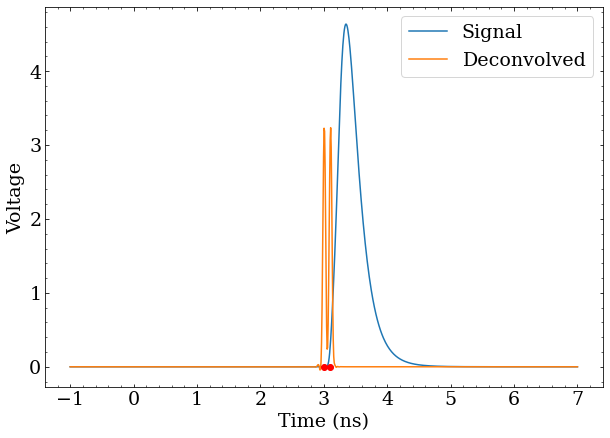 Signal
Deconvolved
4
3
2
1
0
Voltage
−1 0 1 2 3 4 5 6 7
Time (ns)